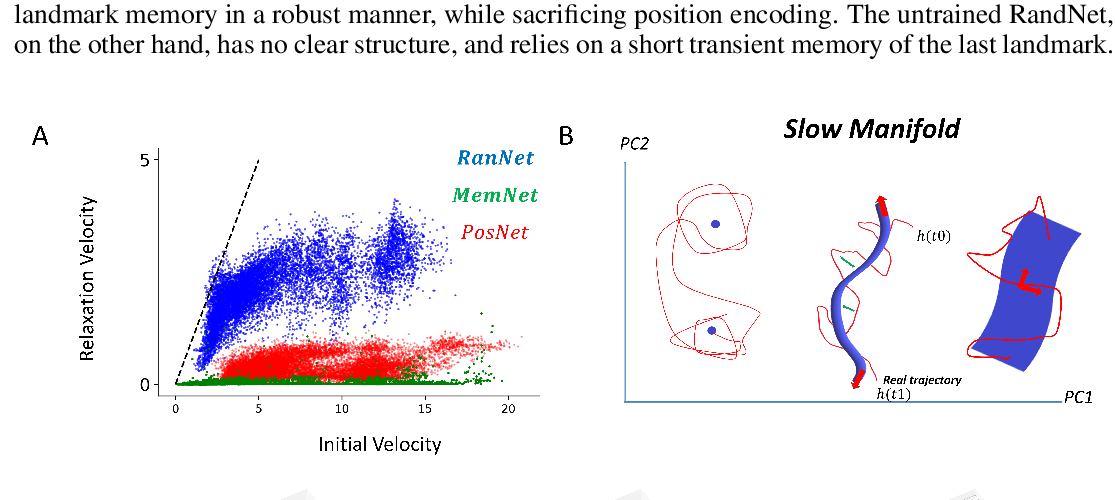 landmark memory in a robust manner, while sacrificing position encoding. The untrained RandNet,
on the other hand, has no clear structure, and relies on a short transient memory of the last landmark.
A
5
0
0
5
10
15
20
Relaxation Velocity
Initial Velocity
RanNet
MemNet
PosNet
B
Slow Manifold
PC2
h(t0)
Real trajectory
h(t1)
PC1